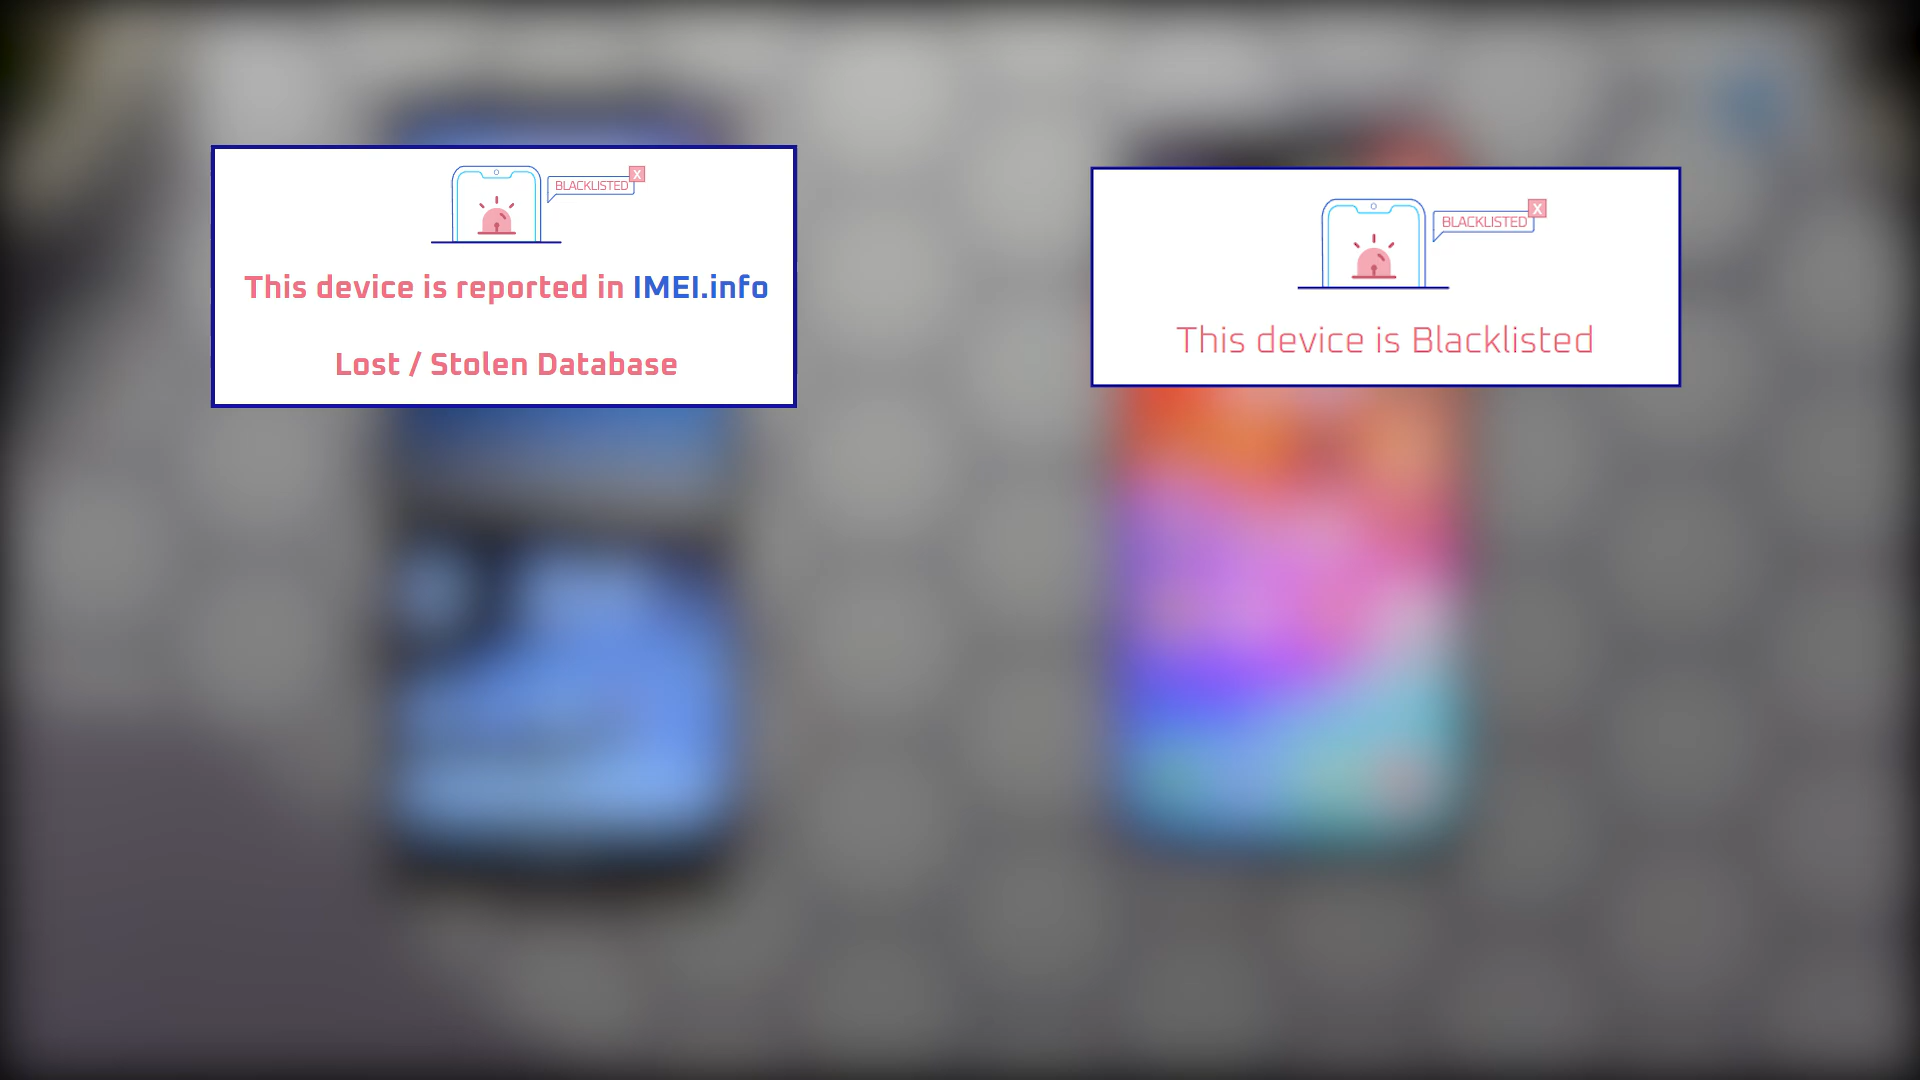 BLACKLISTED
X
This device is reported in IMEI.info
Lost / Stolen Database
BLACKLISTED
X
This device is Blacklisted